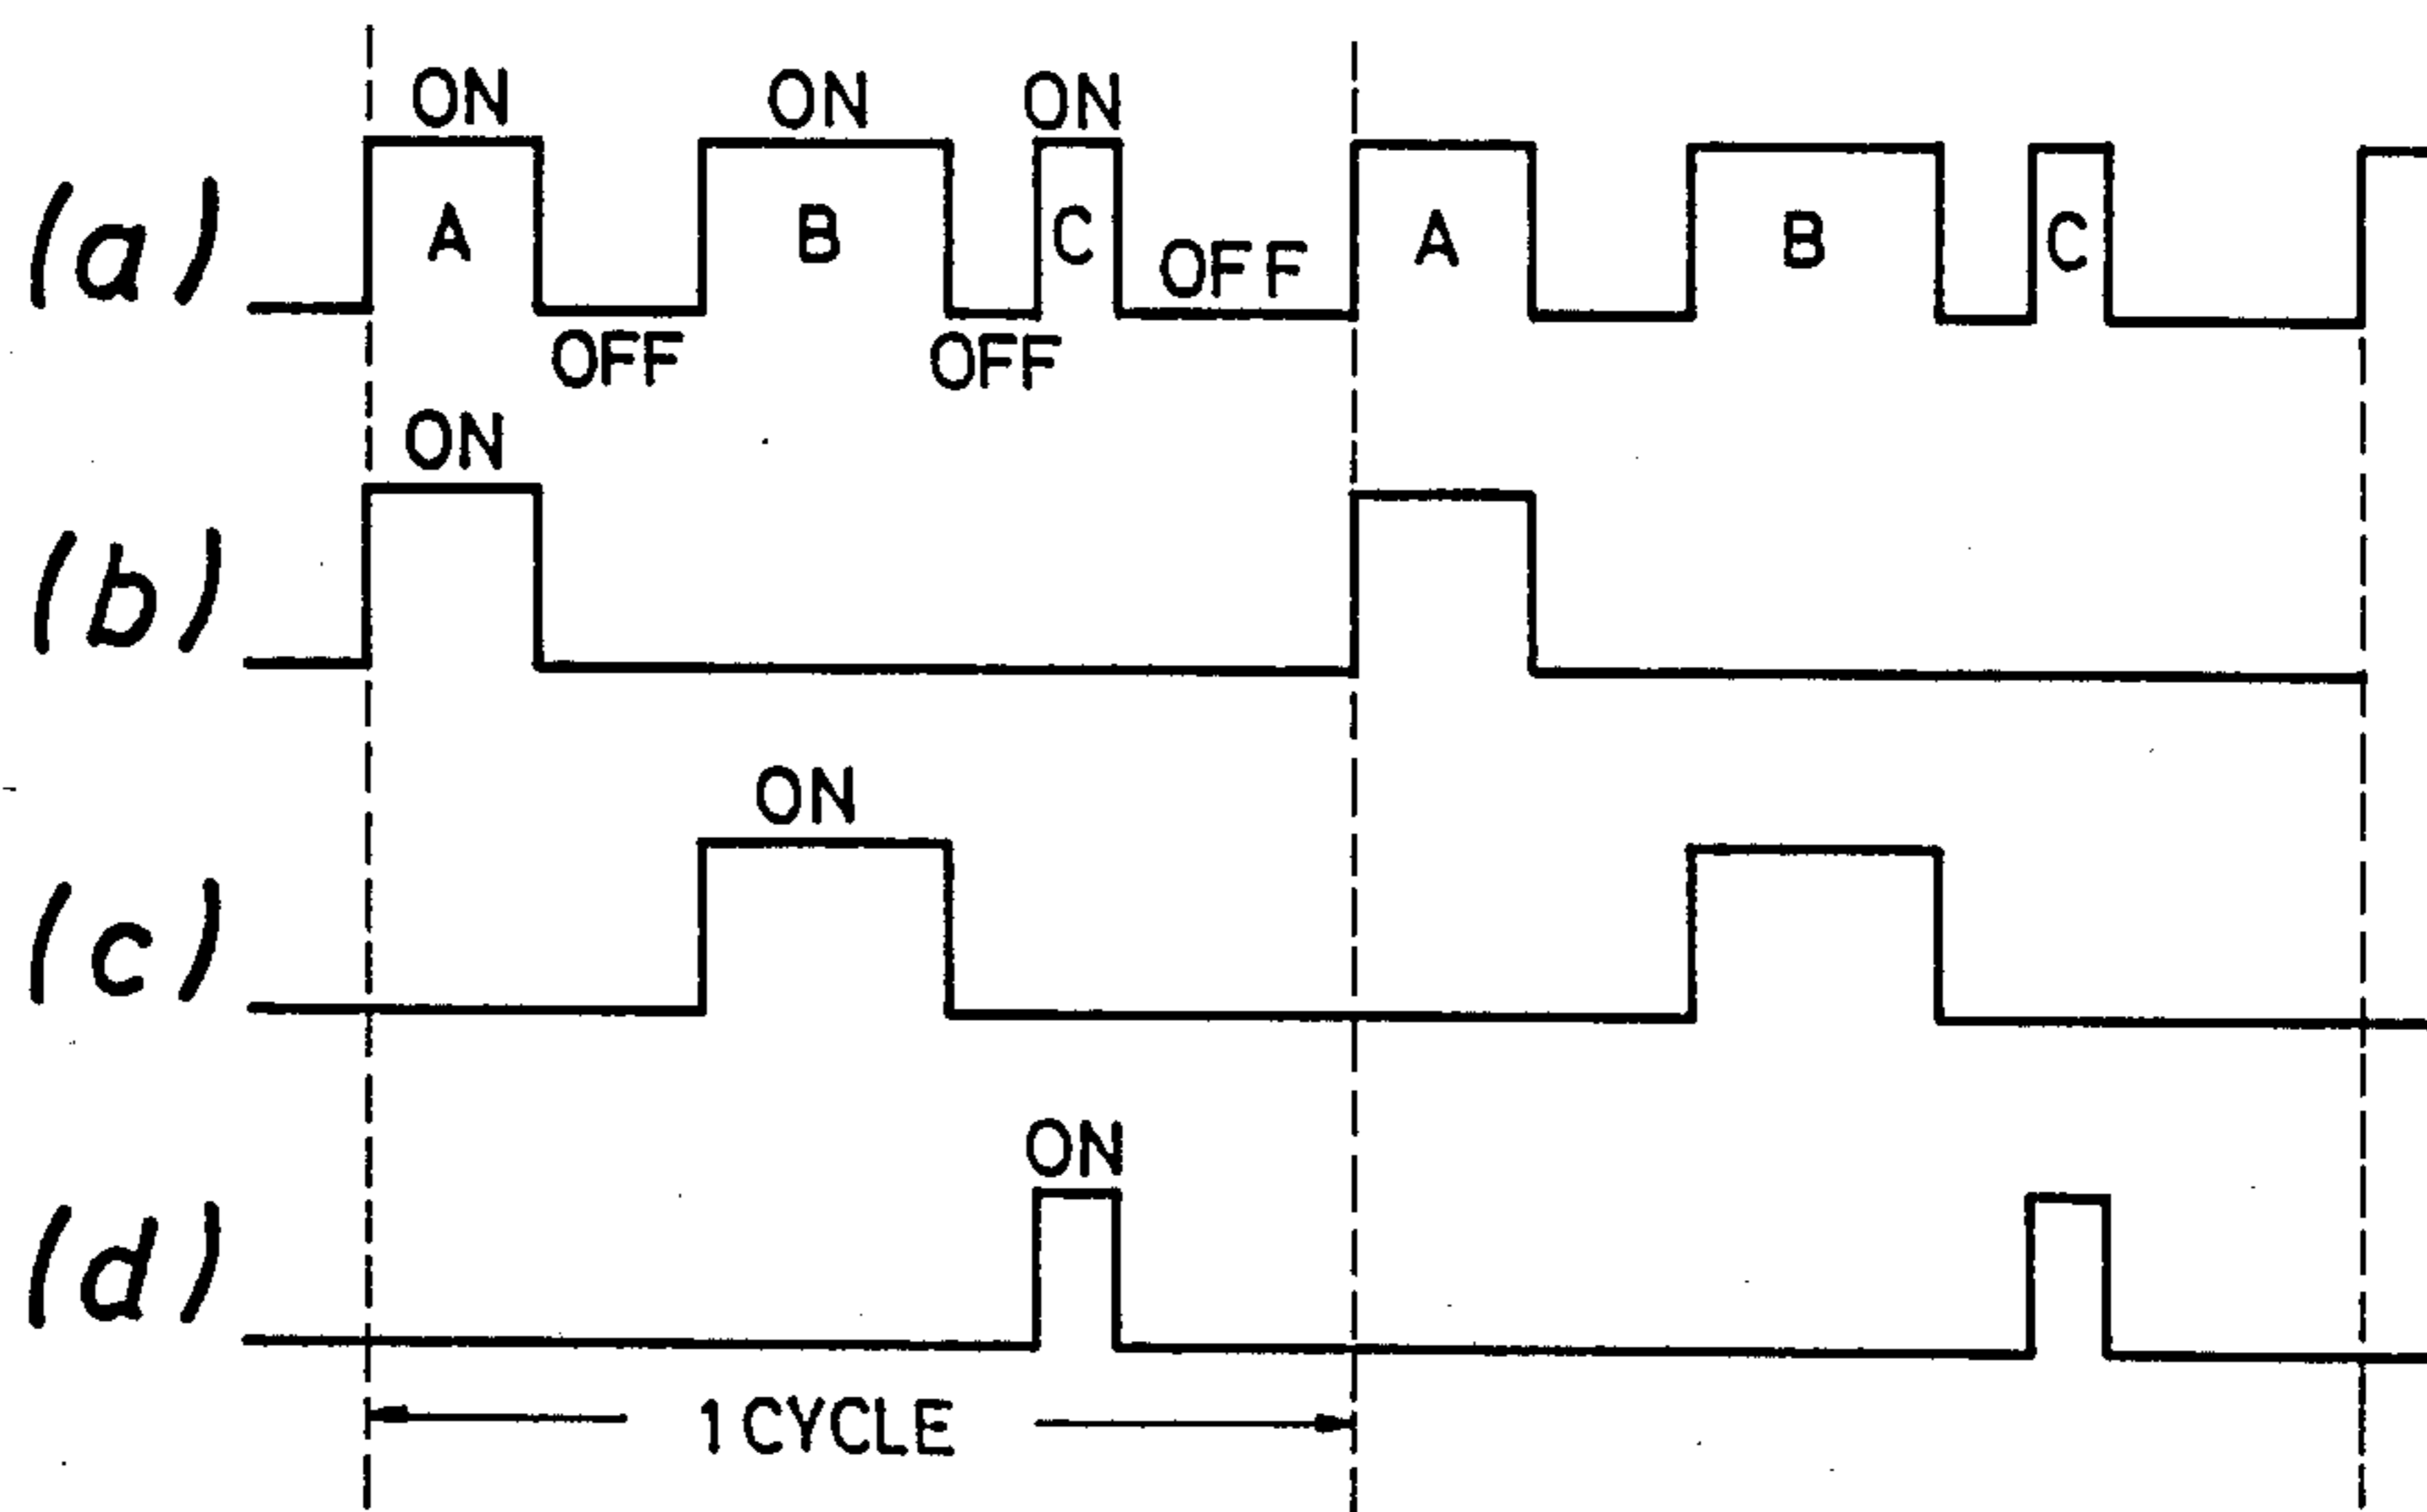 ON ON ON
(a) A B C OFF A B C
OFF OFF
ON
(b)
ON
(c)
ON
(d)
1 CYCLE